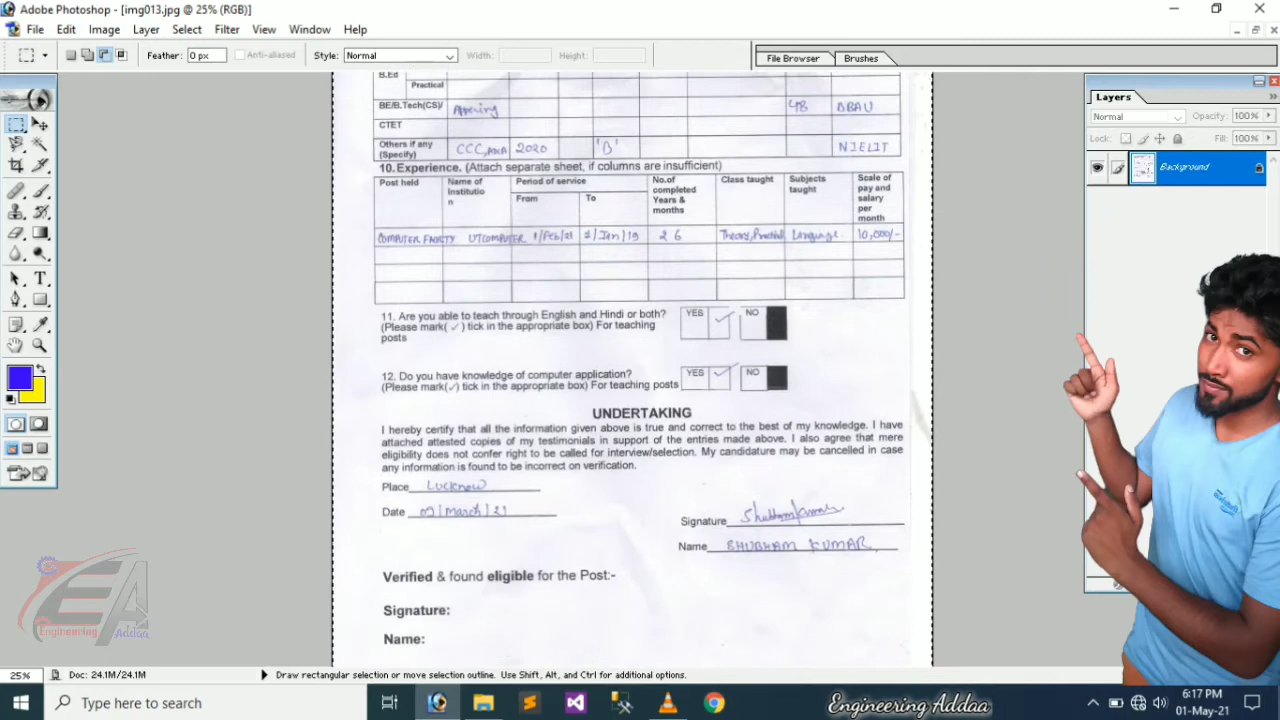 Adobe Photoshop - [img013.jpg @ 25% (RGB)]
File Edit Image Layer Select Filter View Window Help
Feather: 0 px Anti-aliased Style: Normal Width: Height: File Browser Brushes
Layers
Normal Opacity: 100%
Lock: Fill: 100%
Background
B.Ed
Practical
BE/B.Tech(CS)/ Appering 48 BBAU
CTET
Others if any
(Specify) CCC, 2020 'B' NIELIT
10. Experience. (Attach separate sheet, if columns are insufficient)
Post held Name of Institutio n Period of service No.of completed Years & months Class taught Subjects taught Scale of pay and salary per month
From To
COMPUTER UTCOMPUTER 1/Feb/21 1/Jan/19 2 6 Theory, Language 10,000/-
11. Are you able to teach through English and Hindi or both? YES NO
(Please mark(✓) tick in the appropriate box) For teaching
posts
12. Do you have knowledge of computer application? YES NO
(Please mark(✓) tick in the appropriate box) For teaching posts
UNDERTAKING
I hereby certify that all the information given above is true and correct to the best of my knowledge. I have
attached attested copies of my testimonials in support of the entries made above. I also agree that mere
eligibility does not confer right to be called for interview/selection. My candidature may be cancelled in case
any information is found to be incorrect on verification.
Place Lucknow
Date 09/March/21
Signature Shubham Kumar
Name SHUBHAM KUMAR
Verified & found eligible for the Post:-
Signature:
Name:
EA
Engineering Addaa
25% Doc: 24.1M/24.1M Draw rectangular selection or move selection outline. Use Shift, Alt, and Ctrl for additional options.
Type here to search
Engineering Addaa
6:17 PM
01-May-21